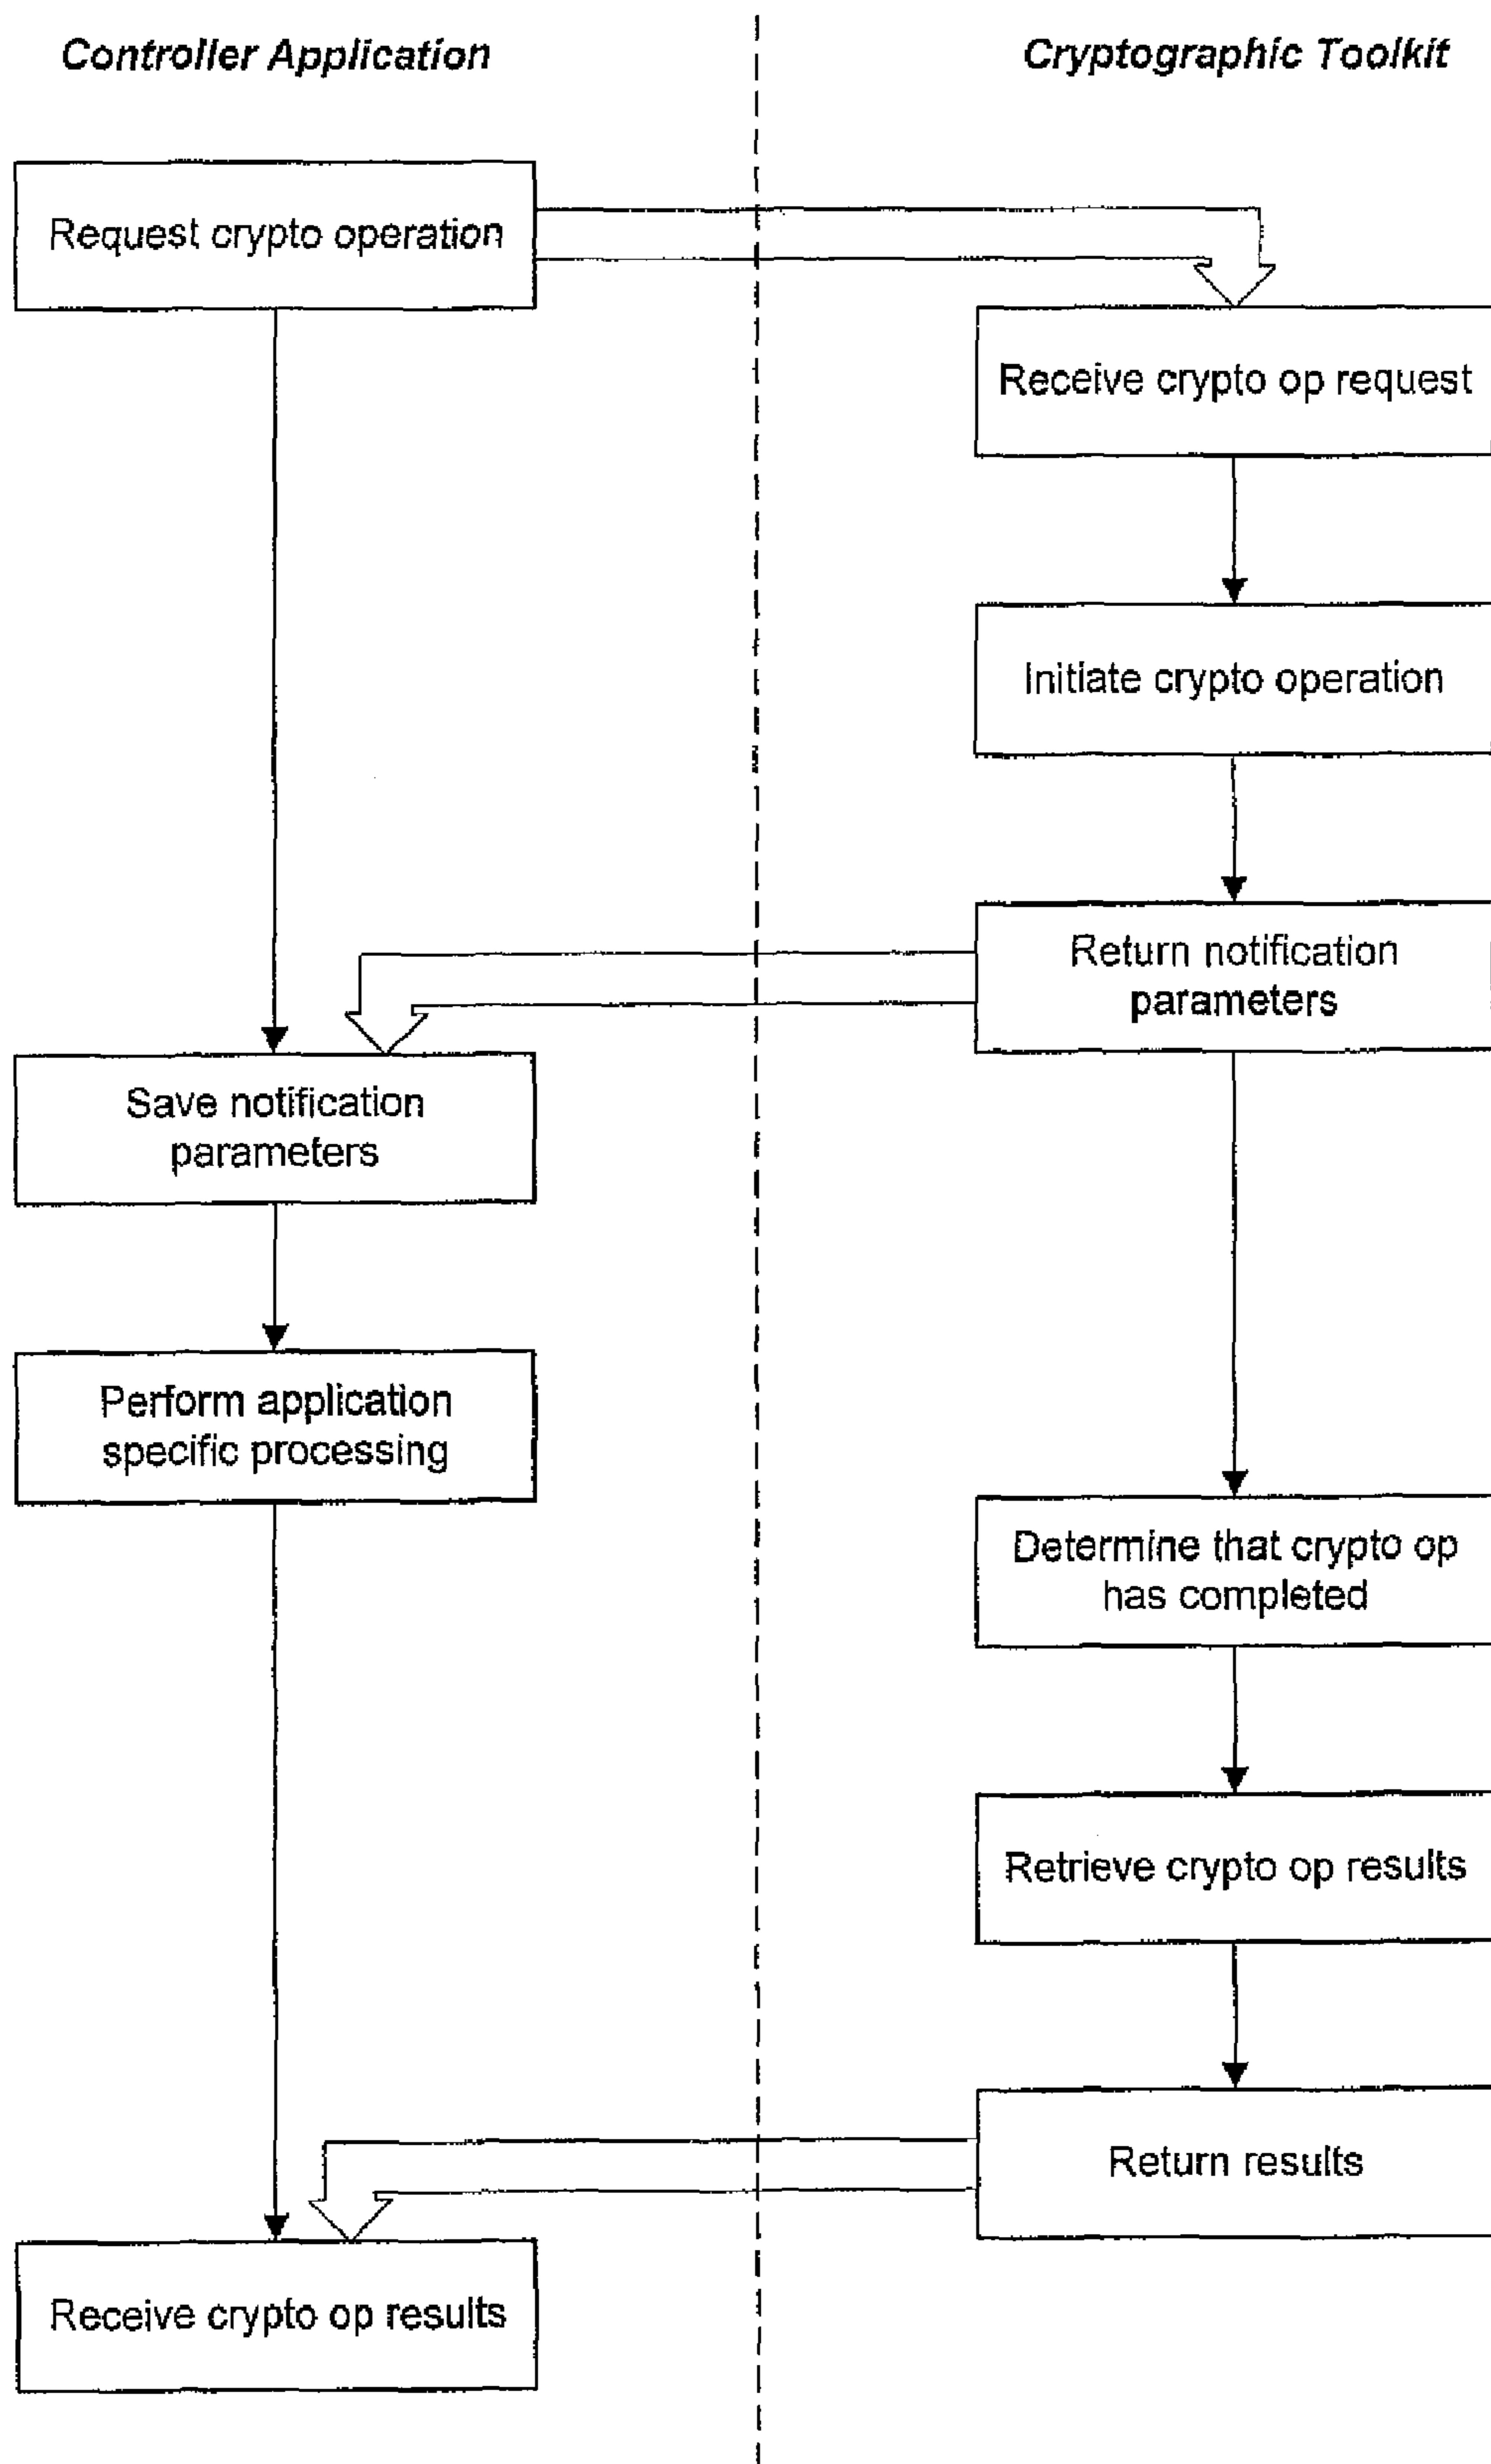 Controller Application
Cryptographic Toolkit
Request crypto operation
Receive crypto op request
Initiate crypto operation
Return notification
parameters
Save notification
parameters
Perform application
specific processing
Determine that crypto op
has completed
Retrieve crypto op results
Return results
Receive crypto op results